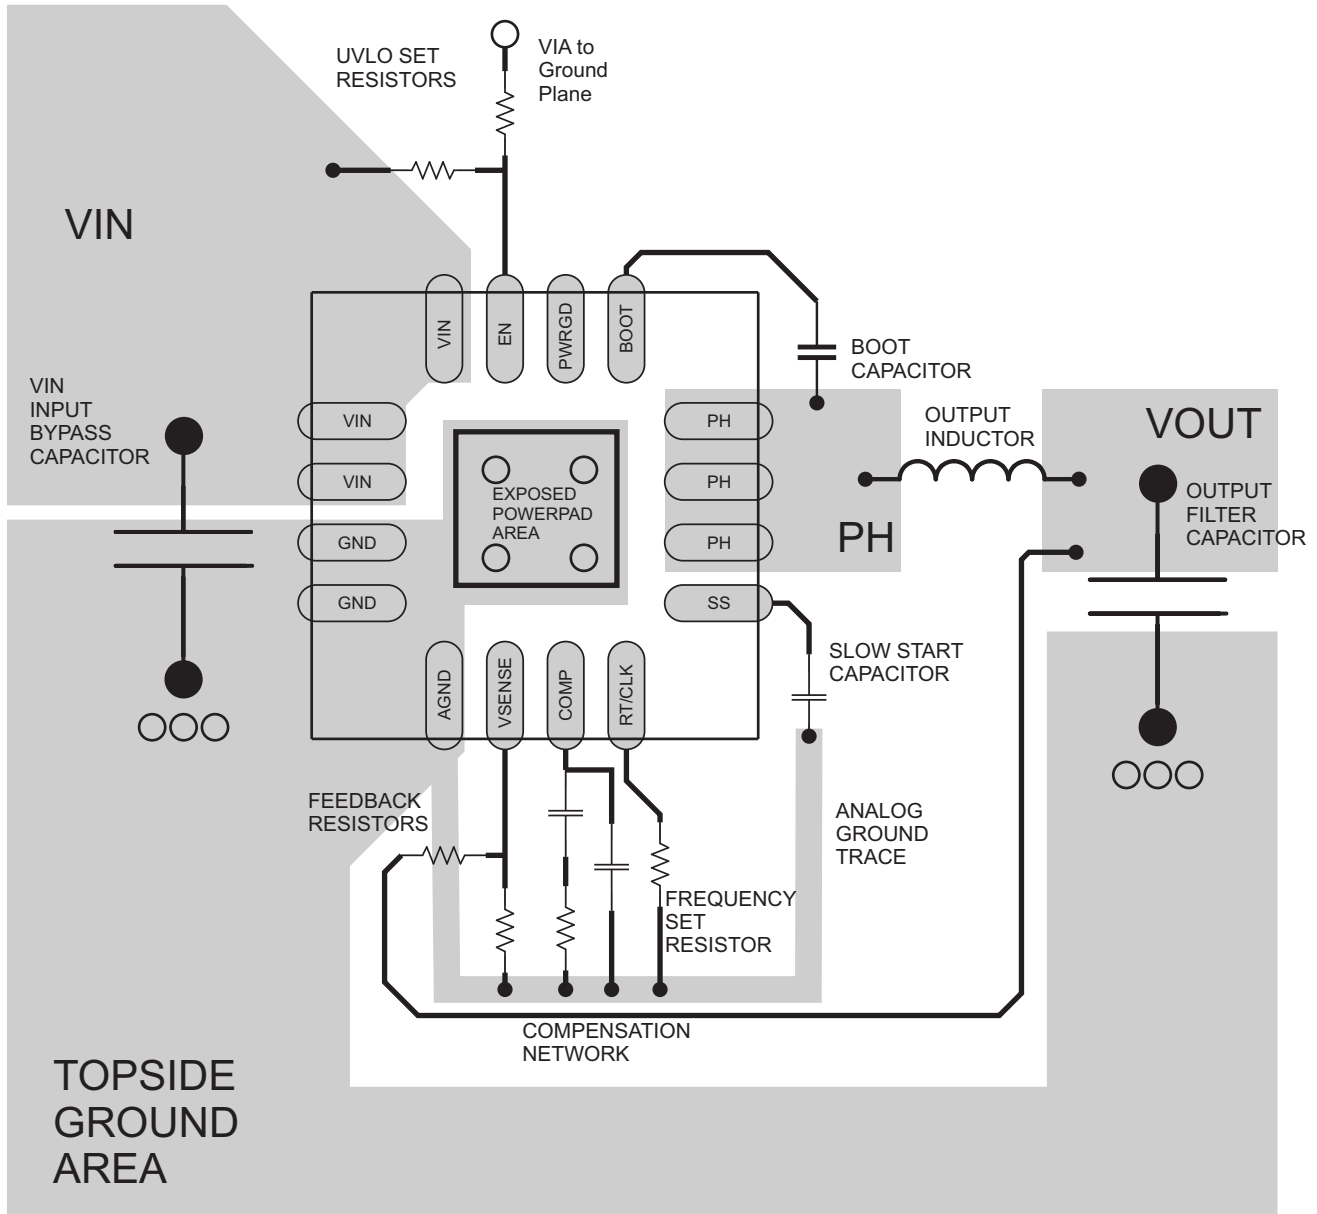 UVLO SET
RESISTORS
VIA to
Ground
Plane
VIN
VIN
EN
PWRGD
BOOT
BOOT
CAPACITOR
VIN
INPUT
BYPASS
CAPACITOR
VIN
VIN
GND
GND
EXPOSED
POWERPAD
AREA
PH
PH
PH
SS
PH
OUTPUT
INDUCTOR
VOUT
OUTPUT
FILTER
CAPACITOR
AGND
VSENSE
COMP
RT/CLK
SLOW START
CAPACITOR
FEEDBACK
RESISTORS
ANALOG
GROUND
TRACE
FREQUENCY
SET
RESISTOR
COMPENSATION
NETWORK
TOPSIDE
GROUND
AREA